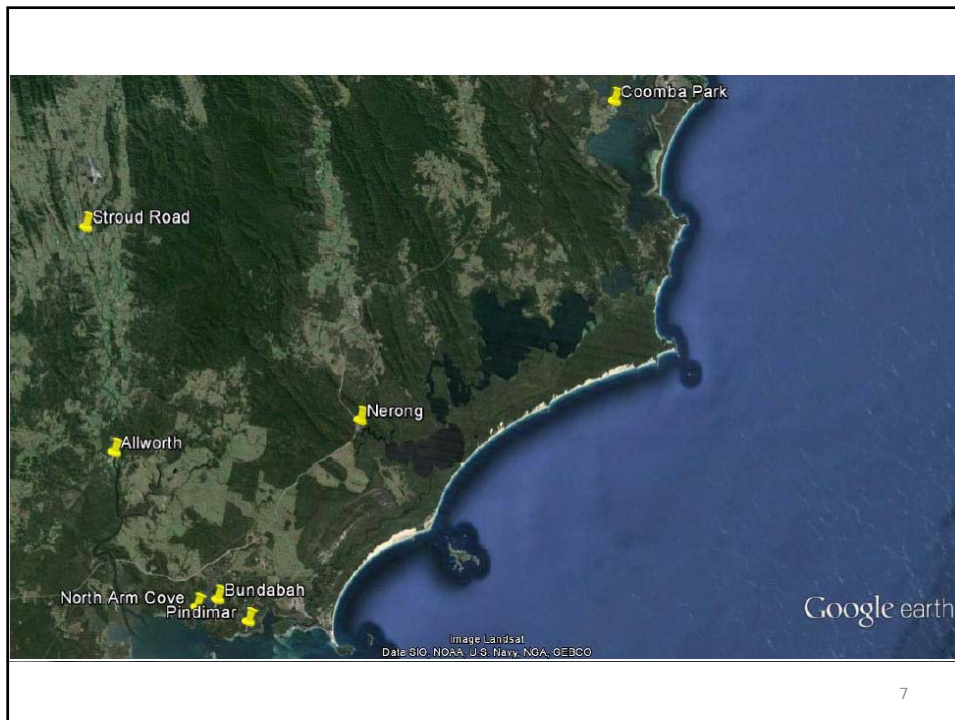 Coomba Park
Stroud Road
Nerong
Allworth
Bundabah
North Arm Cove
Pindimar
Google earth
Image Landsat
Data SIO, NOAA, U.S. Navy, NGA, GEBCO
7